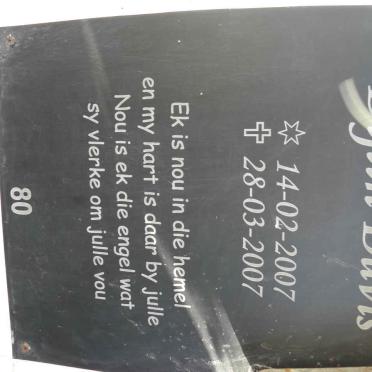 14-02-2007
28-03-2007
Ek is nou in die hemel
en my hart is daar by julle
Nou is ek die engel wat
sy vlerke om julle vou
80